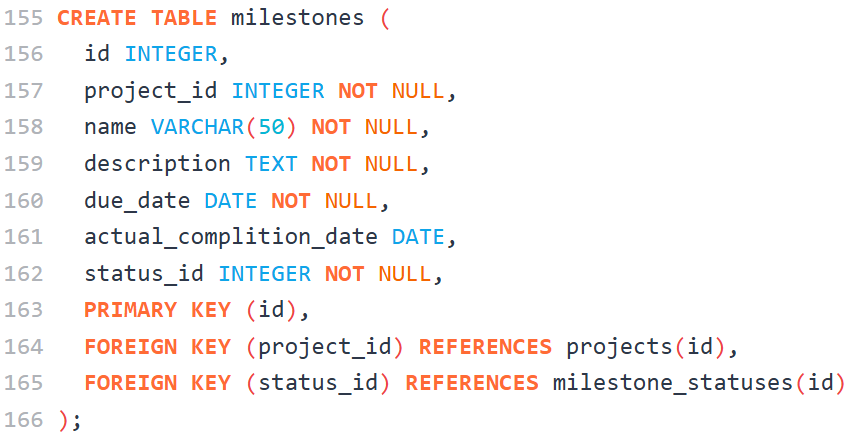 155 CREATE TABLE milestones (
156 id INTEGER,
157 project_id INTEGER NOT NULL,
158 name VARCHAR(50) NOT NULL,
159 description TEXT NOT NULL,
160 due_date DATE NOT NULL,
161 actual_complition_date DATE,
162 status_id INTEGER NOT NULL,
163 PRIMARY KEY (id),
164 FOREIGN KEY (project_id) REFERENCES projects(id),
165 FOREIGN KEY (status_id) REFERENCES milestone_statuses(id)
166 );